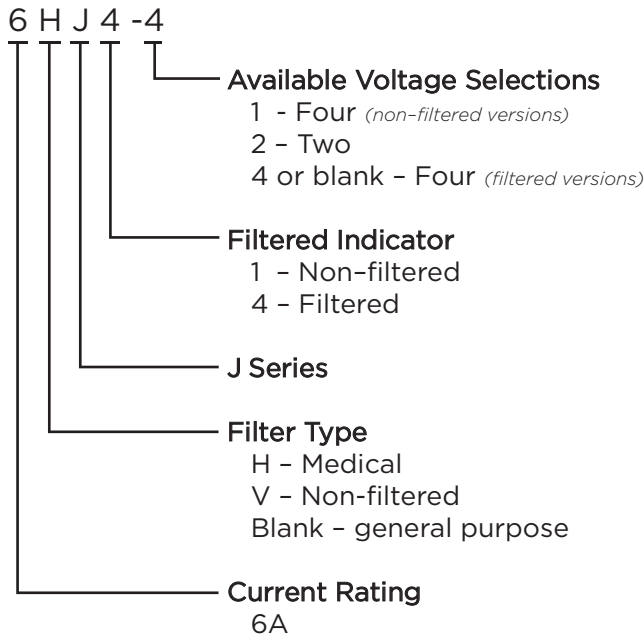 6 H J 4 -4
Available Voltage Selections
1 - Four (non–filtered versions)
2 – Two
4 or blank – Four (filtered versions)
Filtered Indicator
1 – Non–filtered
4 – Filtered
J Series
Filter Type
H – Medical
V – Non-filtered
Blank – general purpose
Current Rating
6A